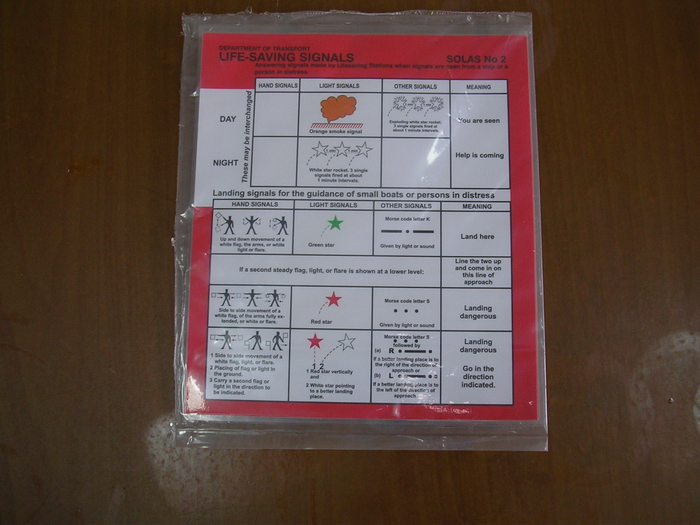 DEPARTMENT OF TRANSPORT
LIFE-SAVING SIGNALS
SOLAS No 2
Answering signals made by Lifesaving Stations when signals are seen from a ship or a
person in distress.
HAND SIGNALS
LIGHT SIGNALS
OTHER SIGNALS
MEANING
These may be interchanged
DAY
Orange smoke signal
Exploding white star rocket.
3 single signals fired at
about 1 minute intervals.
You are seen
NIGHT
White star rocket. 3 single
signals fired at about
1 minute intervals.
Help is coming
Landing signals for the guidance of small boats or persons in distress
HAND SIGNALS
LIGHT SIGNALS
OTHER SIGNALS
MEANING
Up and down movement of a
white flag, the arms, or white
light or flare
Green star
Morse code letter K
Given by light or sound
Land here
If a second steady flag, light, or flare is shown at a lower level:
Line the two up
and come in on
this line of
approach
Side to side movement of a
white flag, of the arms fully ex-
tended, or white light or flare.
Red star
Morse code letter S
Given by light or sound
Landing
dangerous
1 Side to side movement of a
white flag, light, or flare.
2 Placing of flag or light in
the ground.
3 Carry a second flag or
light in the direction to
be indicated.
1 2
1 Red star vertically
and
2 White star pointing
to a better landing
place.
Morse code letter S
followed by
(a) R
If a better landing place is to
the right of the direction of
approach or
(b) L
If a better landing place is to
the left of the direction of
approach.
Landing
dangerous
Go in the
direction
indicated.